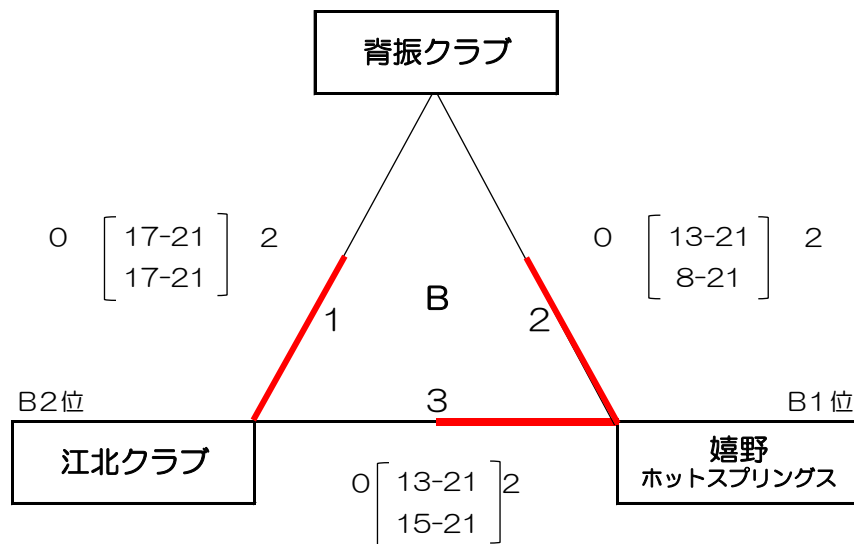 脊振クラブ
0 17-21 2
17-21
0 13-21 2
8-21
B
1
2
B2位
3
B1位
江北クラブ
嬉野
ホットスプリングス
0 13-21 2
15-21